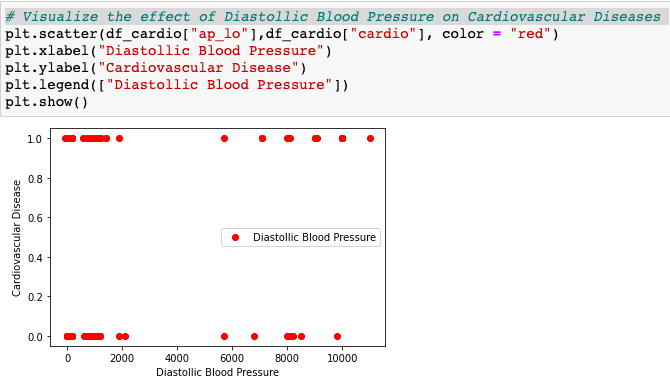 # Visualize the effect of Diastollic Blood Pressure on Cardiovascular Diseases
plt.scatter(df_cardio["ap_lo"],df_cardio["cardio"], color = "red")
plt.xlabel("Diastollic Blood Pressure")
plt.ylabel("Cardiovascular Disease")
plt.legend(["Diastollic Blood Pressure"])
plt.show()
1.0
0.8
0.6
0.4
0.2
0.0
Cardiovascular Disease
Diastollic Blood Pressure
0 2000 4000 6000 8000 10000
Diastollic Blood Pressure